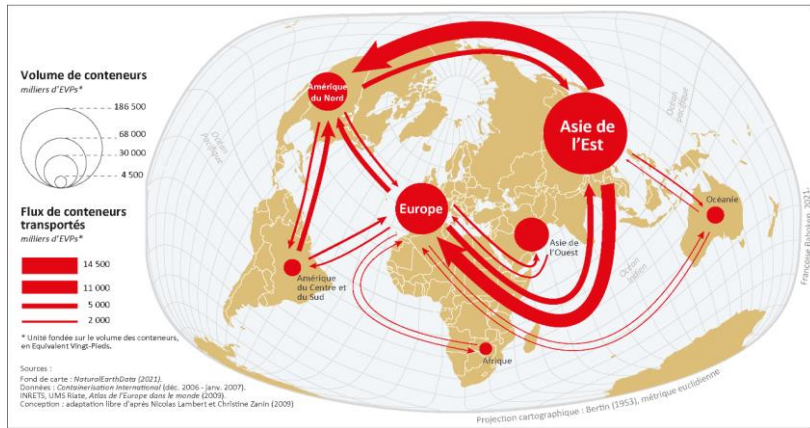 Volume de conteneurs
milliers d'EVPs*
186 500
68 000
30 000
4 500
Flux de conteneurs
transportés
milliers d'EVPs*
14 500
11 000
5 000
2 000
* Unité fondée sur le volume des conteneurs,
en Equivalent Vingt-Pieds.
Sources :
Fond de carte : NaturalEarthData (2021).
Données : Containerisation International (déc. 2006 - janv. 2007).
INRETS, UMS Riate, Atlas de l'Europe dans le monde (2009).
Conception : adaptation libre d'après Nicolas Lambert et Christine Zanin (2009)
Amérique
du Nord
Océan
pacifique
Asie de
l'Est
Océan
pacifique
Europe
Asie de
l'Ouest
Océanie
Océan
indien
Amérique
du Centre et
du Sud
Afrique
Projection cartographique : Bertin (1953), métrique euclidienne
Françoise Bahoken, 2021-